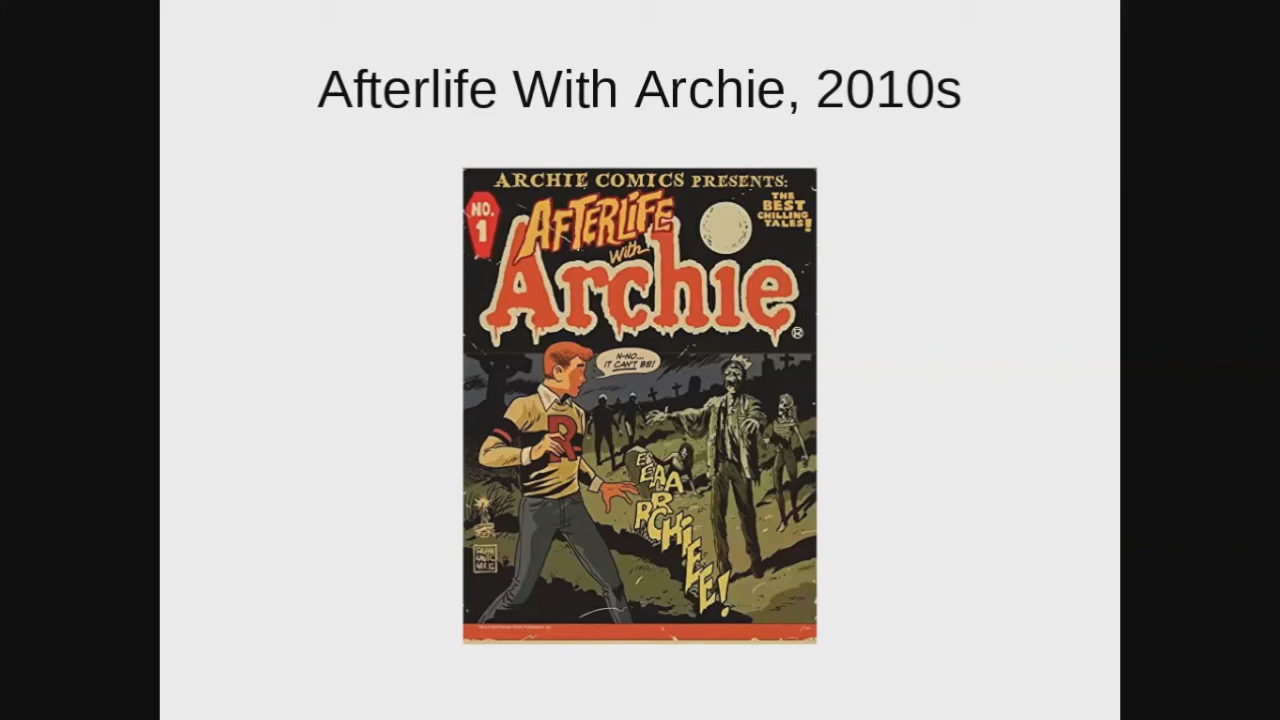 Afterlife With Archie, 2010s
ARCHIE COMICS PRESENTS:
NO.
1
AFTERLIFE
with
Archie
®
THE
BEST
CHILLING
TALES!
N-NO...
IT CAN'T BE!
EEAARRCHIEEE!